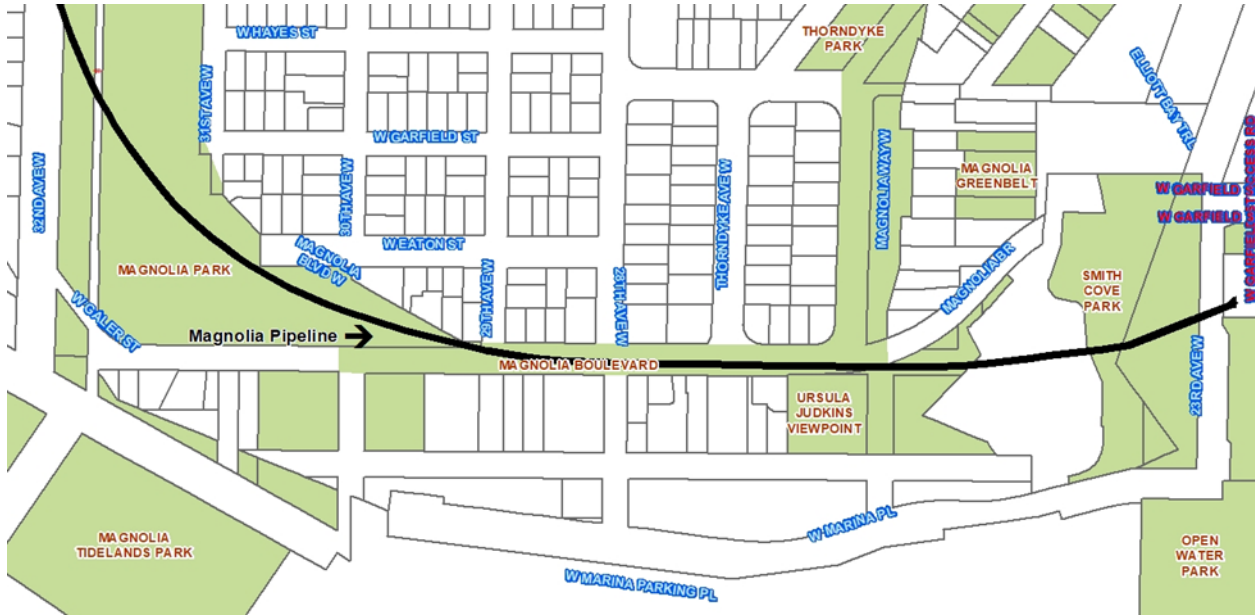 W HAYES ST
THORNDYKE
PARK
ELLIOTT BAY TRL
31ST AVE W
W GARFIELD ST
MAGNOLIA WAY W
MAGNOLIA
GREENBELT
W GARFIELD
W GARFIELD
32ND AVE W
30TH AVE W
THORNDYKE AVE W
W EATON ST
MAGNOLIA
BLVD W
MAGNOLIA PARK
29TH AVE W
28TH AVE W
MAGNOLIA BR
SMITH
COVE
PARK
W GALER ST
Magnolia Pipeline
MAGNOLIA BOULEVARD
23RD AVE W
URSULA
JUDKINS
VIEWPOINT
MAGNOLIA
TIDELANDS PARK
W MARINA PL
OPEN
WATER
PARK
W MARINA PARKING PL